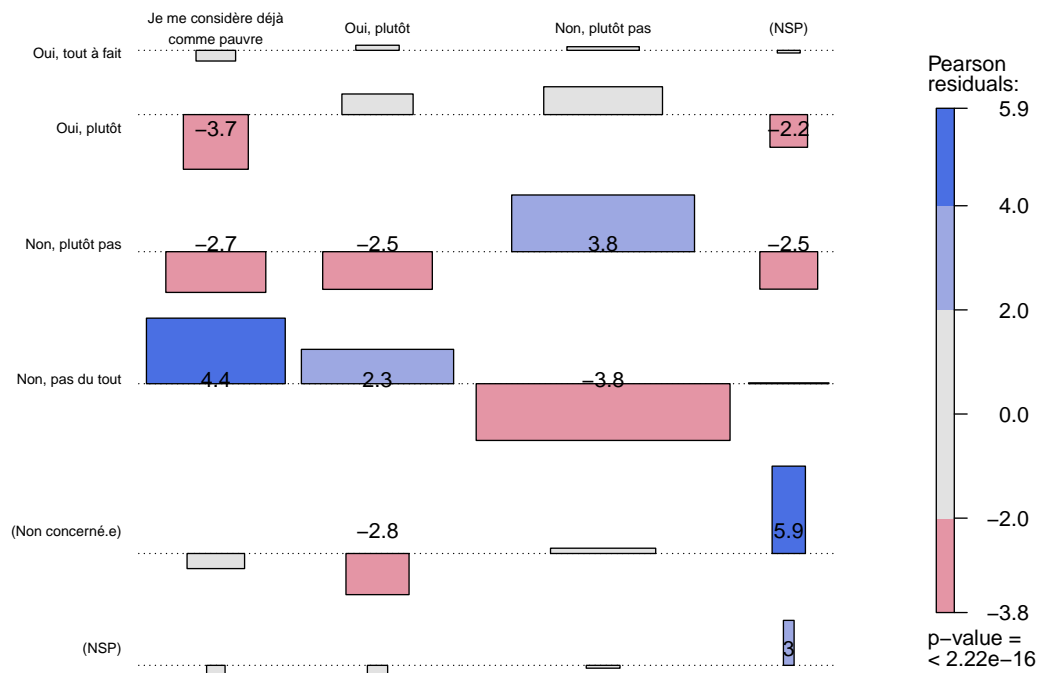 Je me considère déjà
comme pauvre
Oui, plutôt
Non, plutôt pas
(NSP)
Oui, tout à fait
Oui, plutôt
−3.7
−2.2
Non, plutôt pas
−2.7
−2.5
3.8
−2.5
Non, pas du tout
4.4
2.3
−3.8
(Non concerné.e)
−2.8
5.9
(NSP)
3
Pearson
residuals:
5.9
4.0
2.0
0.0
−2.0
−3.8
p−value =
< 2.22e−16